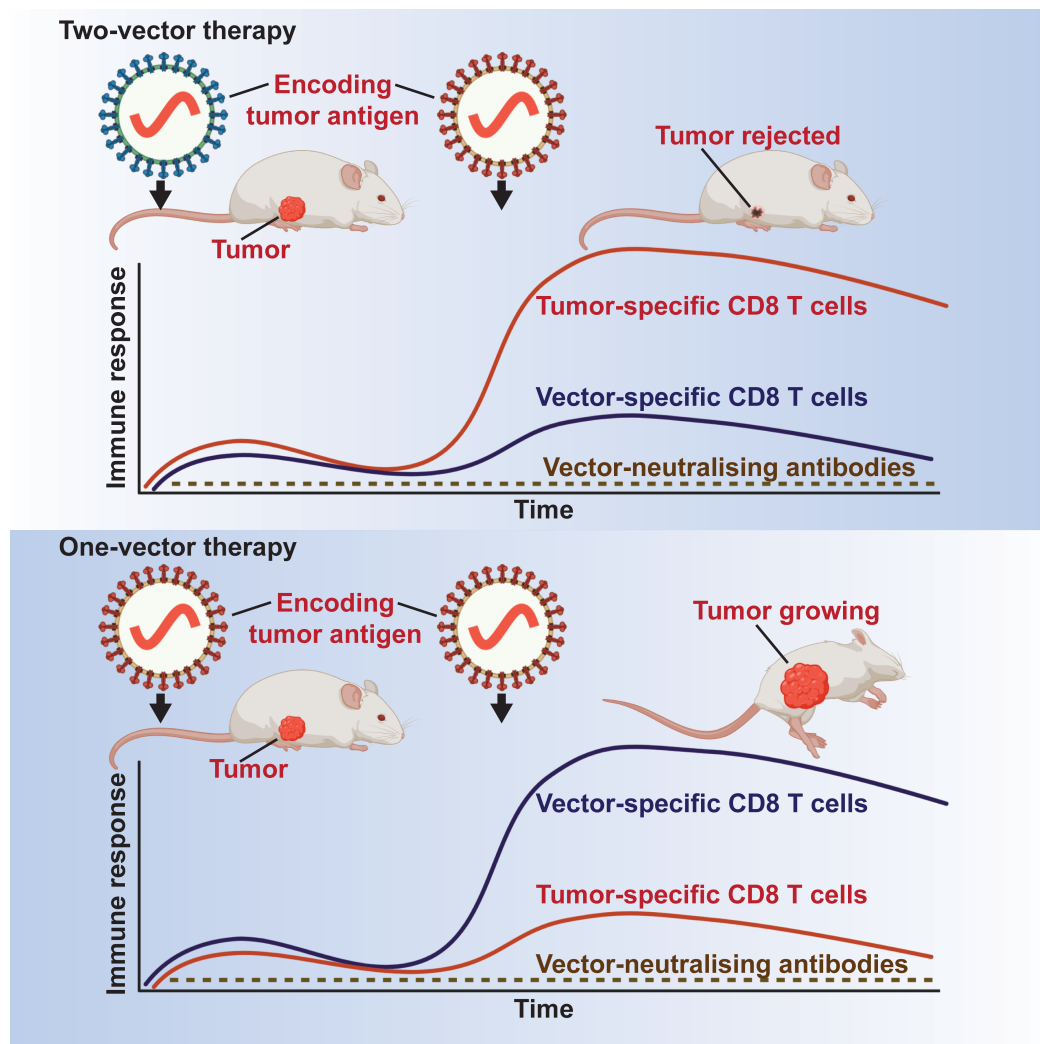 Two-vector therapy
Encoding
tumor antigen
Tumor rejected
Tumor
Immune response
Tumor-specific CD8 T cells
Vector-specific CD8 T cells
Vector-neutralising antibodies
Time
One-vector therapy
Encoding
tumor antigen
Tumor growing
Tumor
Immune response
Vector-specific CD8 T cells
Tumor-specific CD8 T cells
Vector-neutralising antibodies
Time